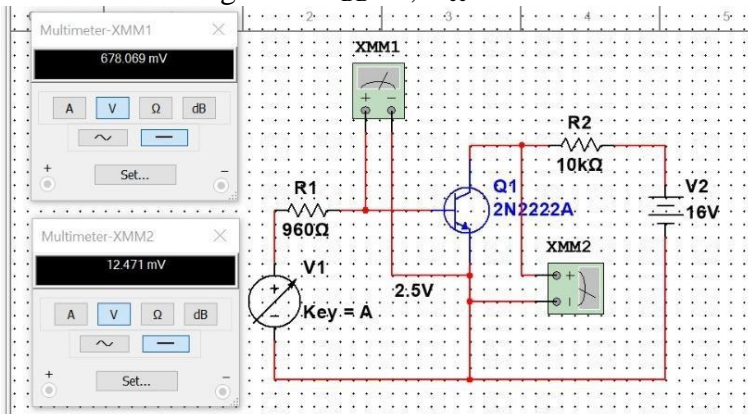 2
3
4
5
Multimeter-XMM1
678.069 mV
A V Ω dB
+ Set... -
Multimeter-XMM2
12.471 mV
A V Ω dB
+ Set... -
XMM1
+ -
R2
10kΩ
Q1
2N2222A
V2
16V
R1
960Ω
XMM2
+
V1
2.5V
Key = A